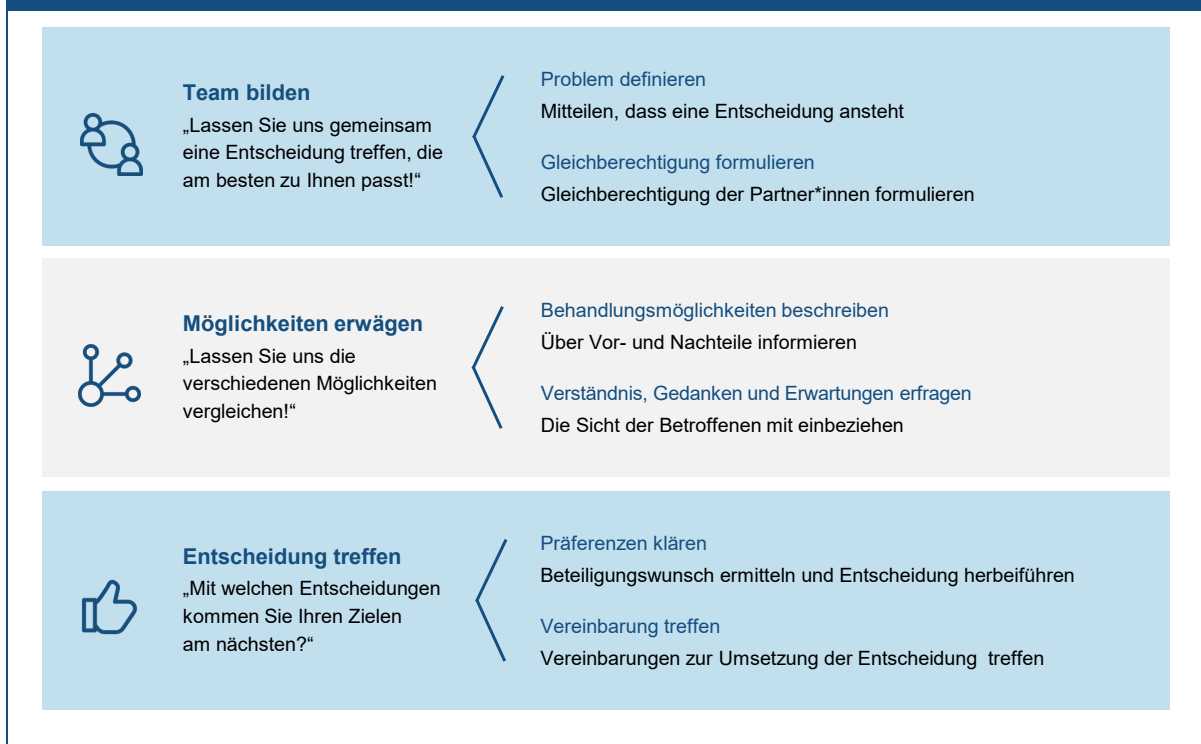 Team bilden
„Lassen Sie uns gemeinsam
eine Entscheidung treffen, die
am besten zu Ihnen passt!“
Problem definieren
Mitteilen, dass eine Entscheidung ansteht
Gleichberechtigung formulieren
Gleichberechtigung der Partner*innen formulieren
Möglichkeiten erwägen
„Lassen Sie uns die
verschiedenen Möglichkeiten
vergleichen!“
Behandlungsmöglichkeiten beschreiben
Über Vor- und Nachteile informieren
Verständnis, Gedanken und Erwartungen erfragen
Die Sicht der Betroffenen mit einbeziehen
Entscheidung treffen
„Mit welchen Entscheidungen
kommen Sie Ihren Zielen
am nächsten?“
Präferenzen klären
Beteiligungswunsch ermitteln und Entscheidung herbeiführen
Vereinbarung treffen
Vereinbarungen zur Umsetzung der Entscheidung  treffen